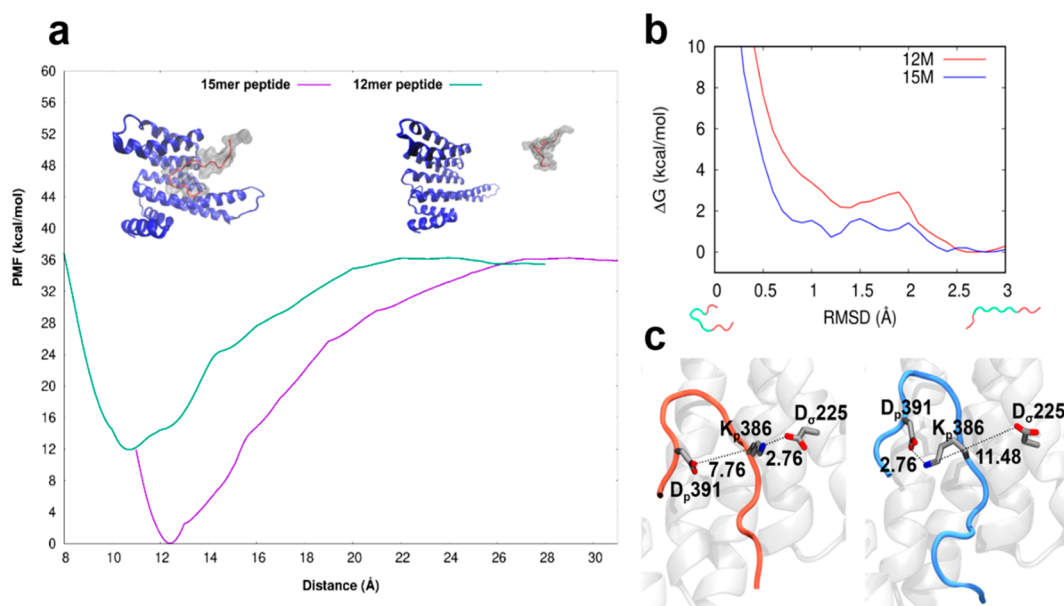 a
15mer peptide 12mer peptide
60
56
52
48
44
40
36
32
28
24
20
16
12
8
4
0
PMF (kcal/mol)
8 10 12 14 16 18 20 22 24 26 28 30
Distance (Å)
b
12M
15M
10
8
6
4
2
0
ΔG (kcal/mol)
0 0.5 1 1.5 2 2.5 3
RMSD (Å)
c
Dσ225
Kp386
7.76 2.76
Dp391
Dp391 Dσ225
Kp386
2.76 11.48